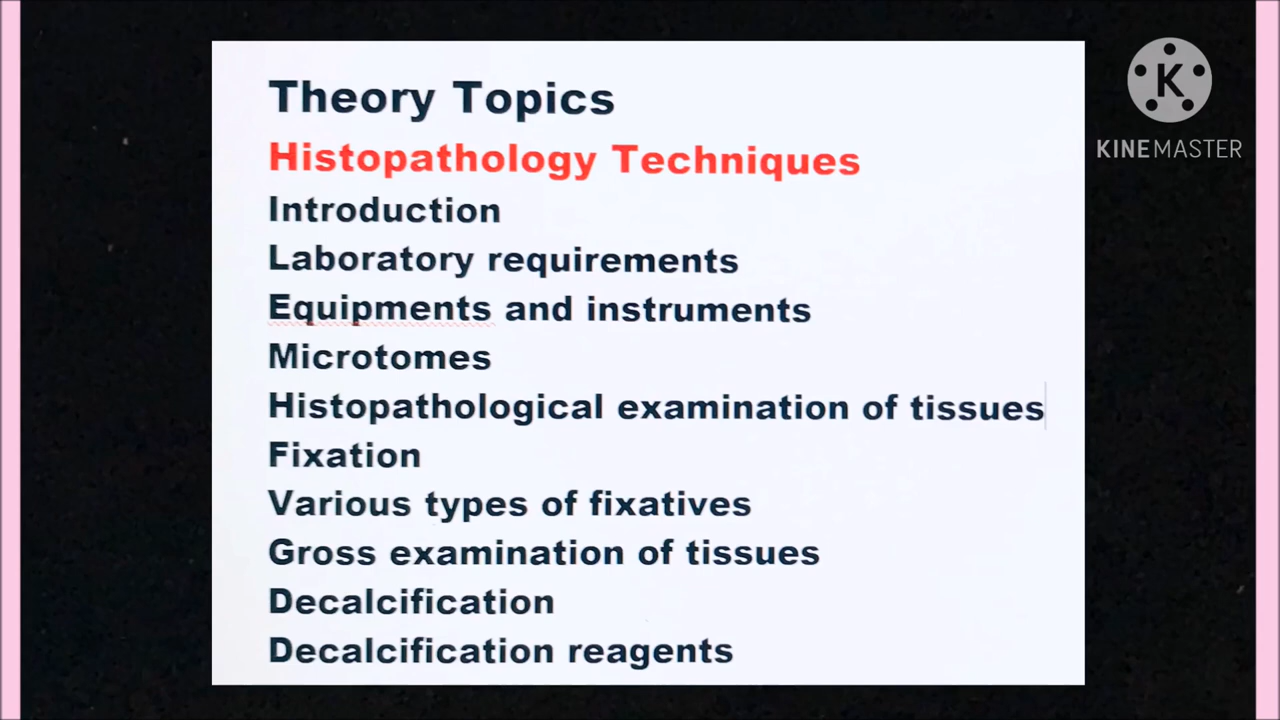 Theory Topics
Histopathology Techniques
Introduction
Laboratory requirements
Equipments and instruments
Microtomes
Histopathological examination of tissues
Fixation
Various types of fixatives
Gross examination of tissues
Decalcification
Decalcification reagents
K
KINEMASTER